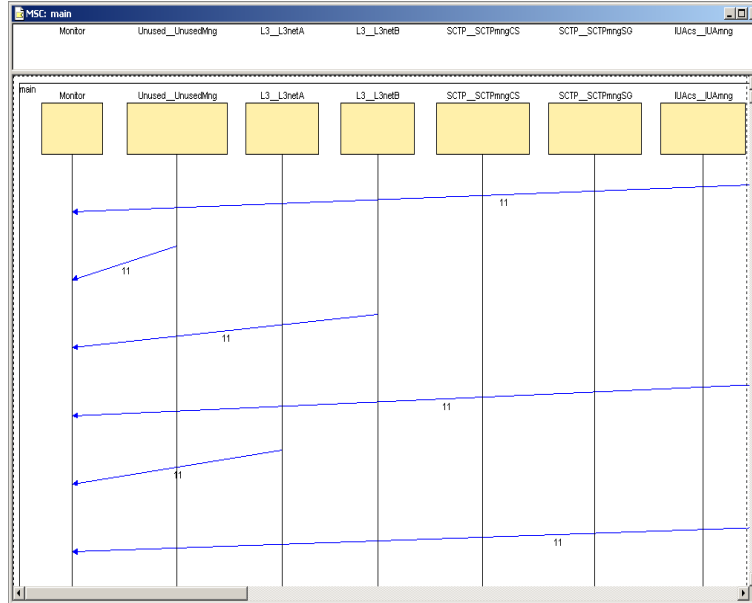 MSC: main
Monitor Unused__UnusedMng L3__L3netA L3__L3netB SCTP__SCTPmngCS SCTP__SCTPmngSG IUAcs__IUAmng
main
Monitor Unused__UnusedMng L3__L3netA L3__L3netB SCTP__SCTPmngCS SCTP__SCTPmngSG IUAcs__IUAmng
11
11
11
11
11
11